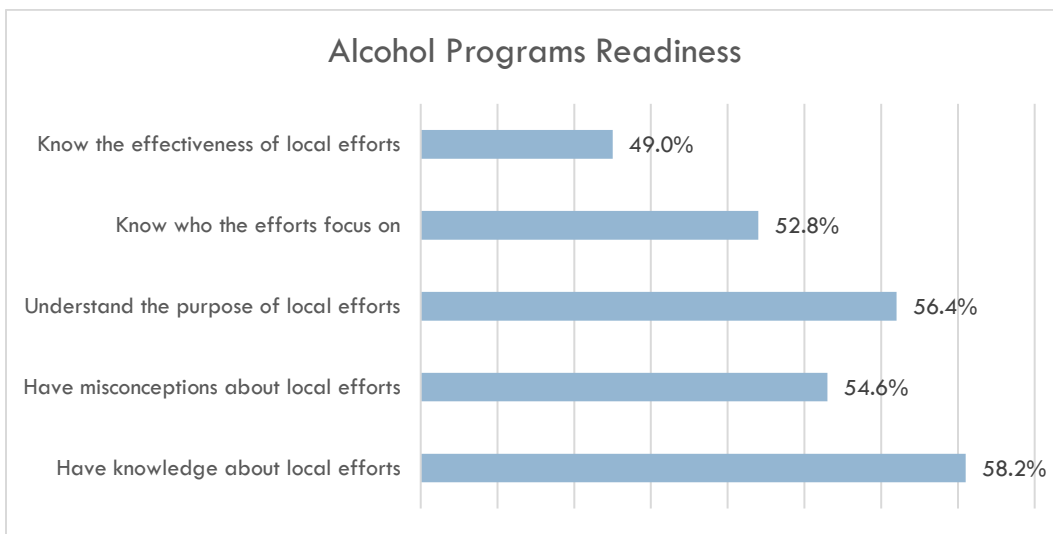 Alcohol Programs Readiness
Know the effectiveness of local efforts 49.0%
Know who the efforts focus on 52.8%
Understand the purpose of local efforts 56.4%
Have misconceptions about local efforts 54.6%
Have knowledge about local efforts 58.2%